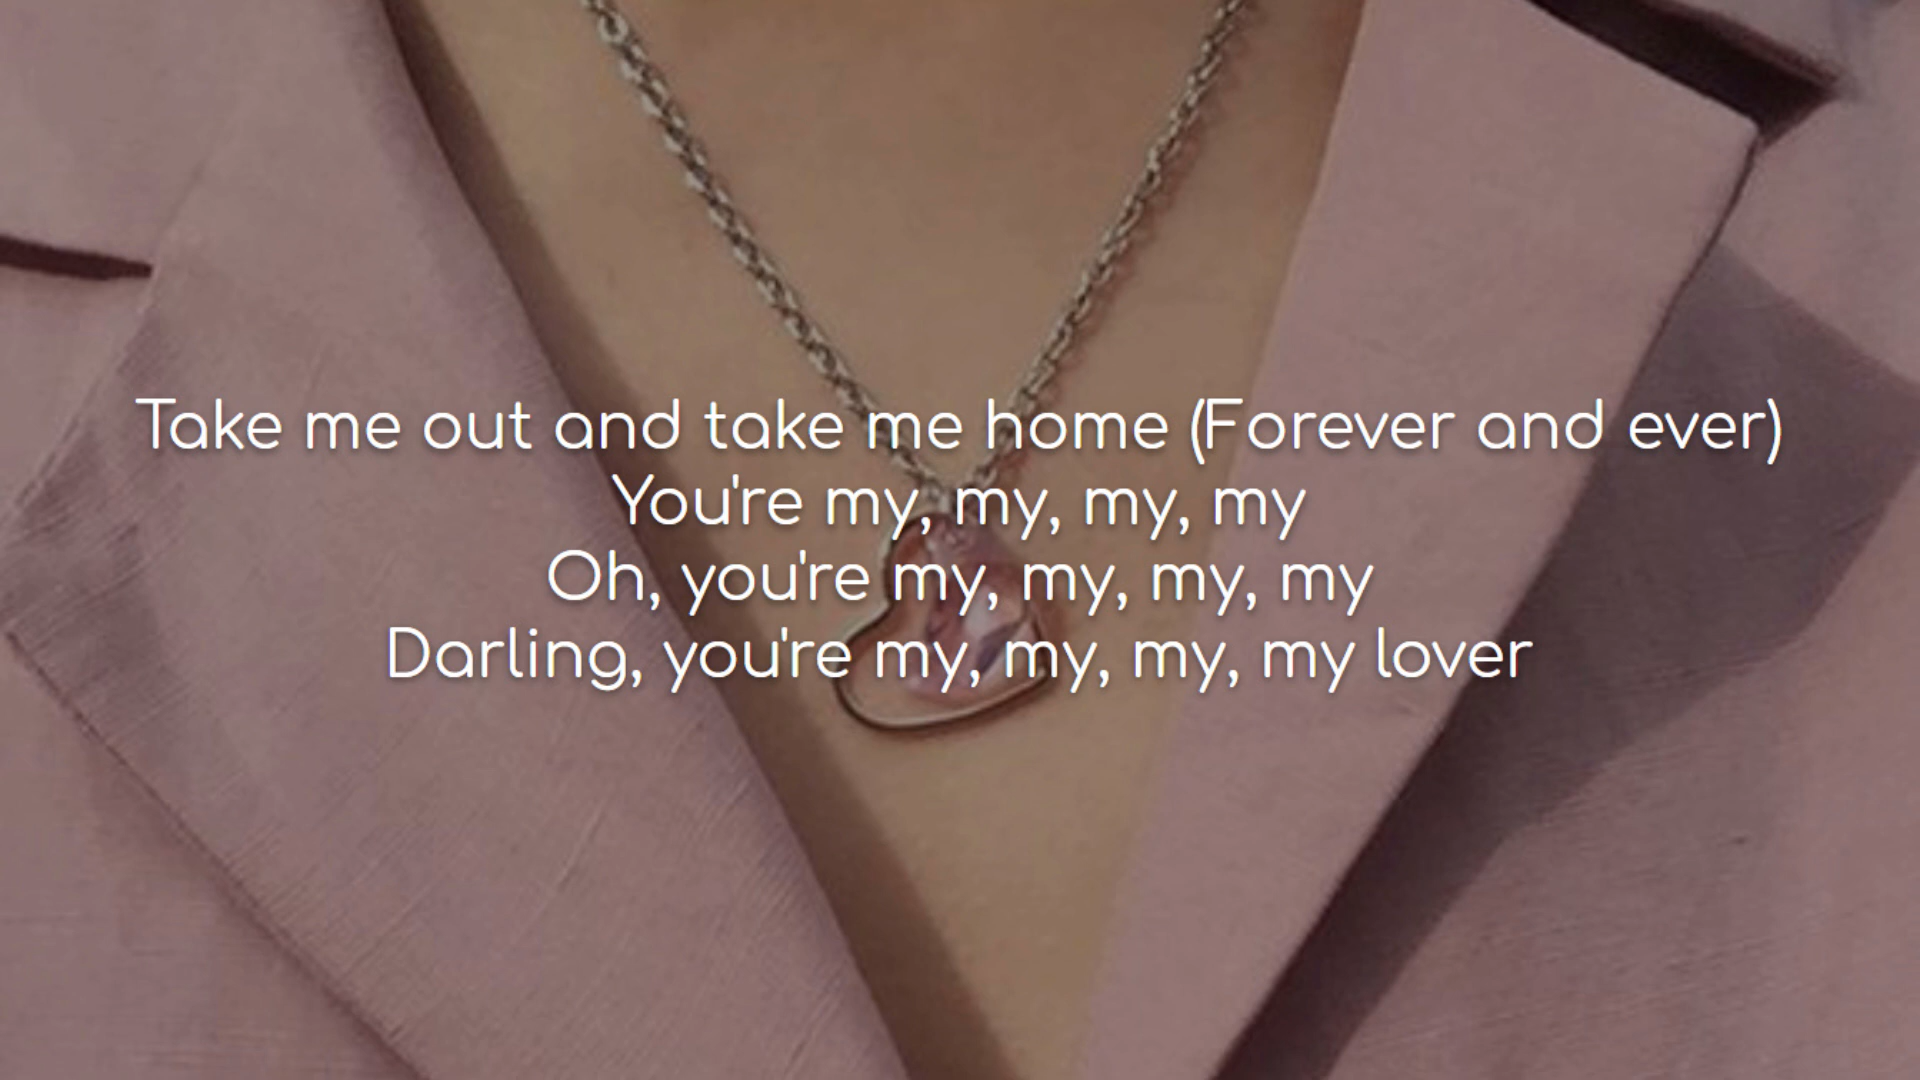 Take me out and take me home (Forever and ever)
You're my, my, my, my
Oh, you're my, my, my, my
Darling, you're my, my, my, my lover